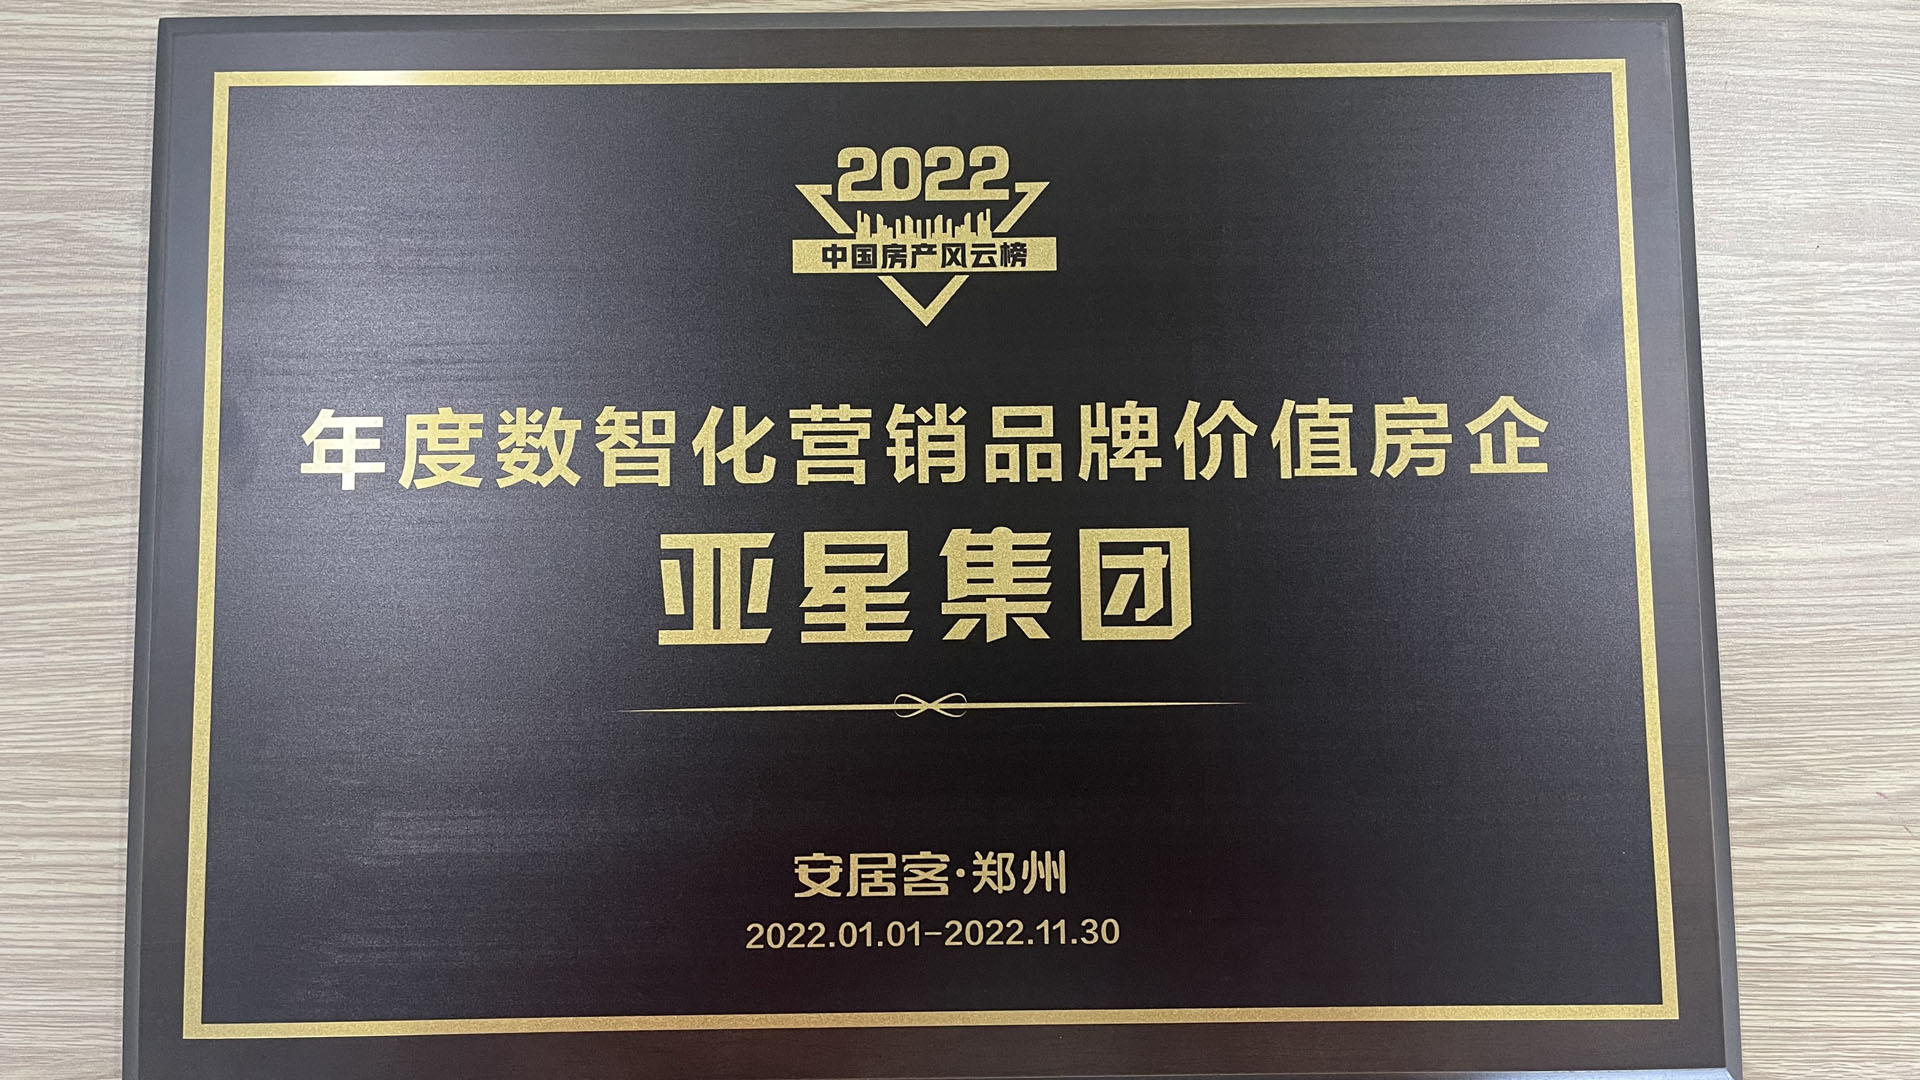 2022
中国房产风云榜
年度数智化营销品牌价值房企
亚星集团
安居客·郑州
2022.01.01-2022.11.30